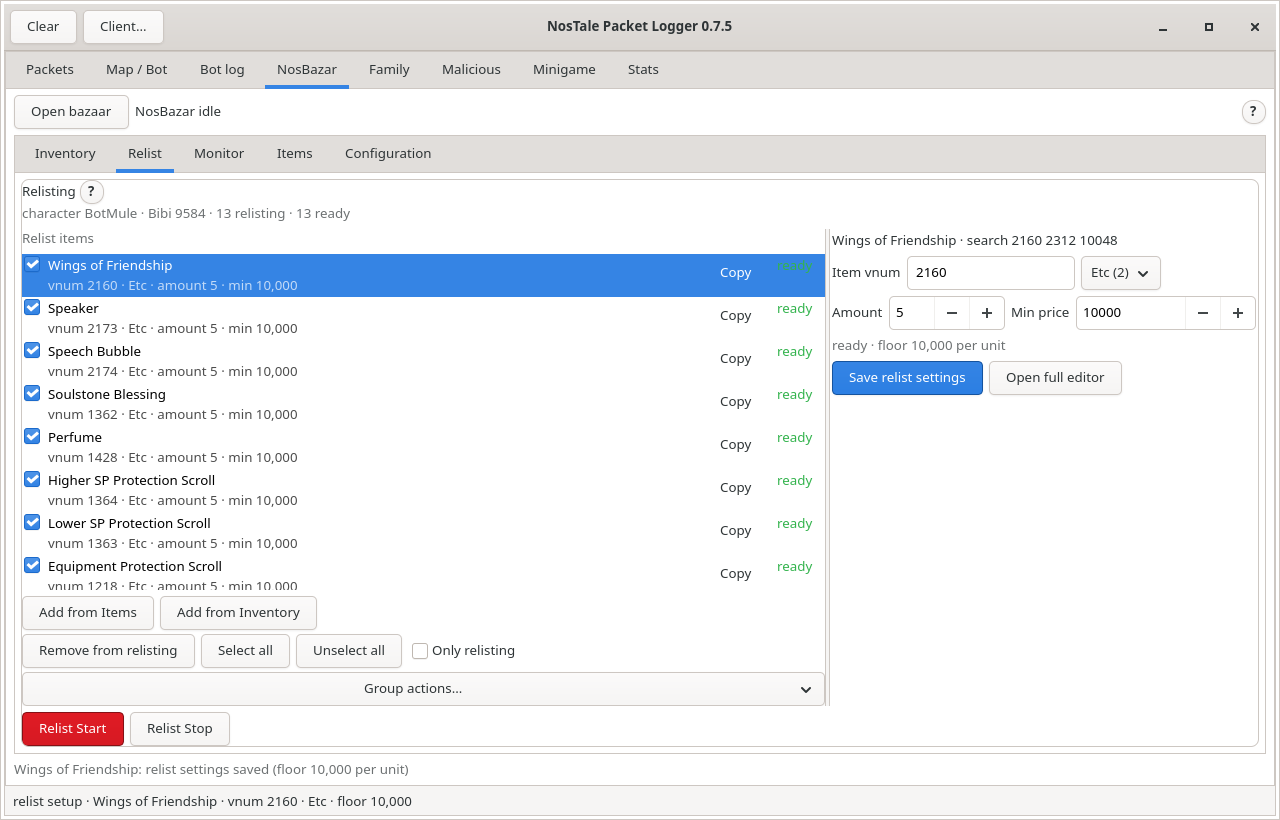 Clear
Client...
NosTale Packet Logger 0.7.5
Packets
Map / Bot
Bot log
NosBazar
Family
Malicious
Minigame
Stats
Open bazaar
NosBazar idle
?
Inventory
Relist
Monitor
Items
Configuration
Relisting
?
character BotMule · Bibi 9584 · 13 relisting · 13 ready
Relist items
Wings of Friendship
vnum 2160 · Etc · amount 5 · min 10,000
Copy
ready
Speaker
vnum 2173 · Etc · amount 5 · min 10,000
Copy
ready
Speech Bubble
vnum 2174 · Etc · amount 5 · min 10,000
Copy
ready
Soulstone Blessing
vnum 1362 · Etc · amount 5 · min 10,000
Copy
ready
Perfume
vnum 1428 · Etc · amount 5 · min 10,000
Copy
ready
Higher SP Protection Scroll
vnum 1364 · Etc · amount 5 · min 10,000
Copy
ready
Lower SP Protection Scroll
vnum 1363 · Etc · amount 5 · min 10,000
Copy
ready
Equipment Protection Scroll
vnum 1218 · Etc · amount 5 · min 10,000
Copy
ready
Add from Items
Add from Inventory
Remove from relisting
Select all
Unselect all
Only relisting
Group actions...
Relist Start
Relist Stop
Wings of Friendship · search 2160 2312 10048
Item vnum
2160
Etc (2)
Amount
5
Min price
10000
ready · floor 10,000 per unit
Save relist settings
Open full editor
Wings of Friendship: relist settings saved (floor 10,000 per unit)
relist setup · Wings of Friendship · vnum 2160 · Etc · floor 10,000